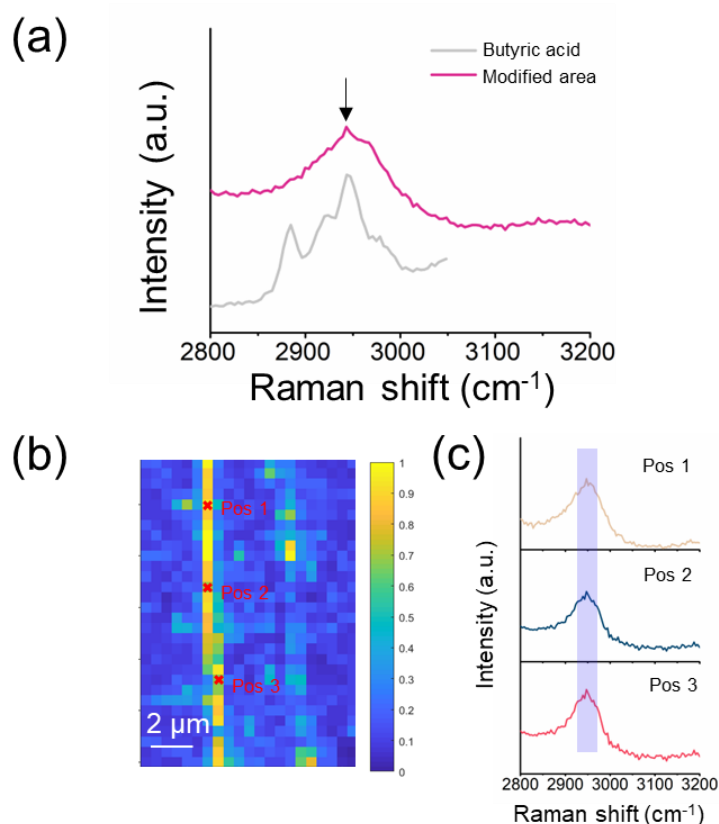 (a)
Butyric acid
Modified area
Intensity (a.u.)
2800 2900 3000 3100 3200
Raman shift (cm-1)
(b)
Pos 1
Pos 2
Pos 3
2 μm
1
0.9
0.8
0.7
0.6
0.5
0.4
0.3
0.2
0.1
0
(c)
Pos 1
Pos 2
Pos 3
Intensity (a.u.)
2800 2900 3000 3100 3200
Raman shift (cm-1)